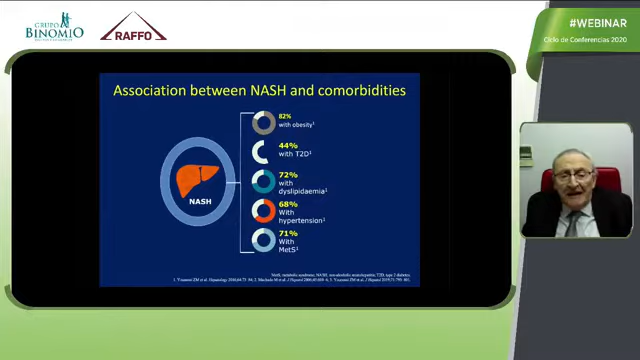 GRUPO
BINOMIO
RAFFO
#WEBINAR
Ciclo de Conferencias 2020
Association between NASH and comorbidities
NASH
82%
with obesity¹
44%
with T2D¹
72%
with
dyslipidaemia¹
68%
With
hypertension¹
71%
With
MetS¹